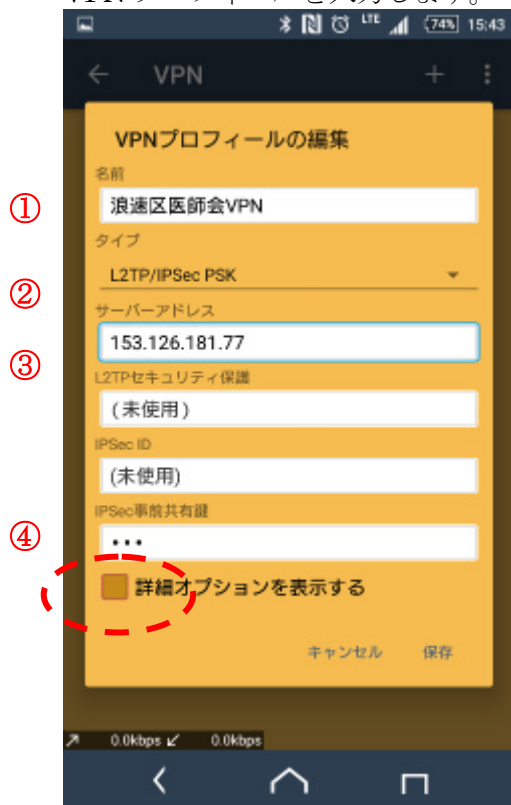 74% 15:43
LTE
VPN
VPNプロフィールの編集
名前
① 浪速区医師会VPN
タイプ
② L2TP/IPSec PSK
サーバーアドレス
③ 153.126.181.77
L2TPセキュリティ保護
(未使用)
IPSec ID
(未使用)
IPSec事前共有鍵
④ •••
詳細オプションを表示する
キャンセル 保存
0.0kbps 0.0kbps